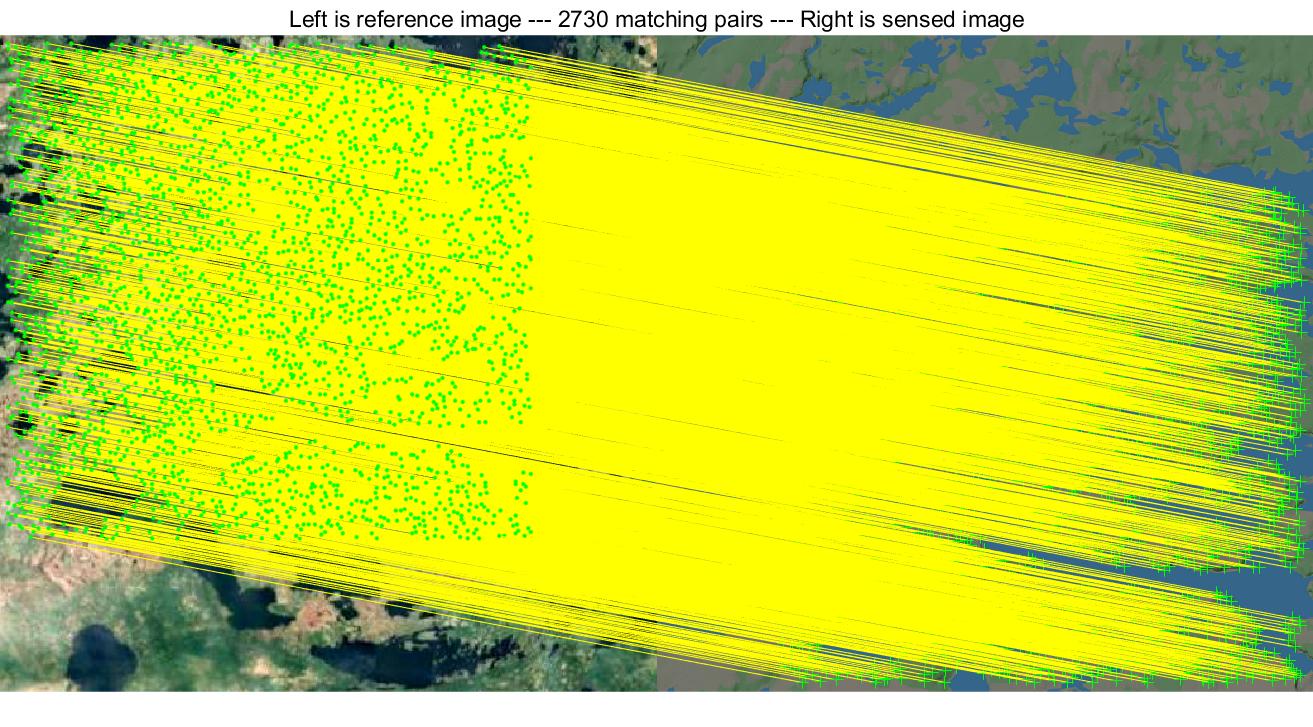 Left is reference image --- 2730 matching pairs --- Right is sensed image